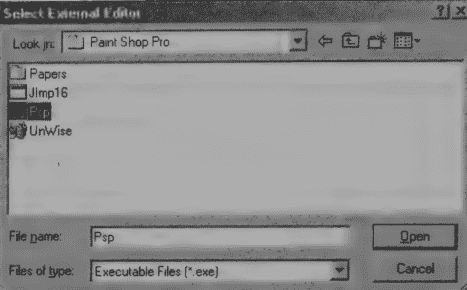 Select External Editor
Look in: Paint Shop Pro
Papers
JImp16
Psp
UnWise
File name: Psp Open
Files of type: Executable Files (*.exe) Cancel